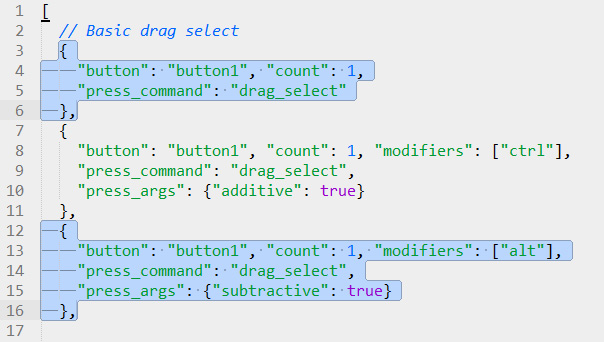 1 [
2 // Basic drag select
3 {
4 "button": "button1", "count": 1,
5 "press_command": "drag_select"
6 },
7 {
8 "button": "button1", "count": 1, "modifiers": ["ctrl"],
9 "press_command": "drag_select",
10 "press_args": {"additive": true}
11 },
12 {
13 "button": "button1", "count": 1, "modifiers": ["alt"],
14 "press_command": "drag_select",
15 "press_args": {"subtractive": true}
16 },
17